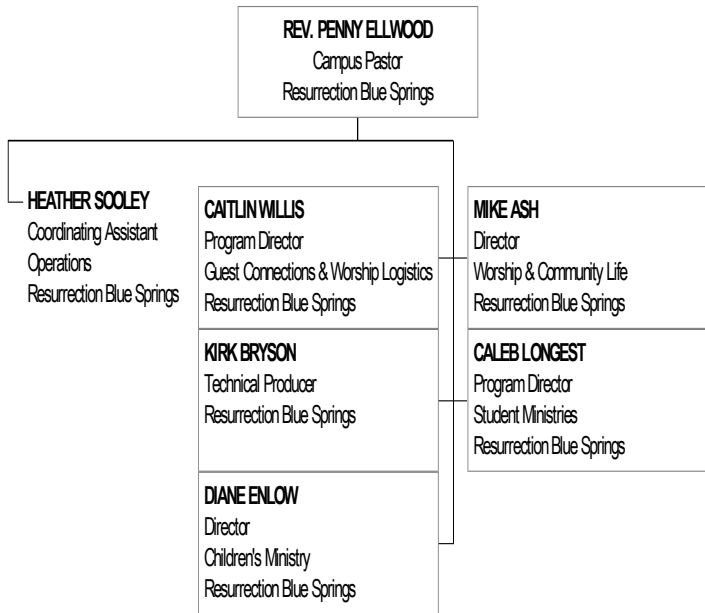 REV. PENNY ELLWOOD
Campus Pastor
Resurrection Blue Springs
HEATHER SOOLEY
Coordinating Assistant
Operations
Resurrection Blue Springs
CAITLIN WILLIS
Program Director
Guest Connections & Worship Logistics
Resurrection Blue Springs
MIKE ASH
Director
Worship & Community Life
Resurrection Blue Springs
KIRK BRYSON
Technical Producer
Resurrection Blue Springs
CALEB LONGEST
Program Director
Student Ministries
Resurrection Blue Springs
DIANE ENLOW
Director
Children's Ministry
Resurrection Blue Springs